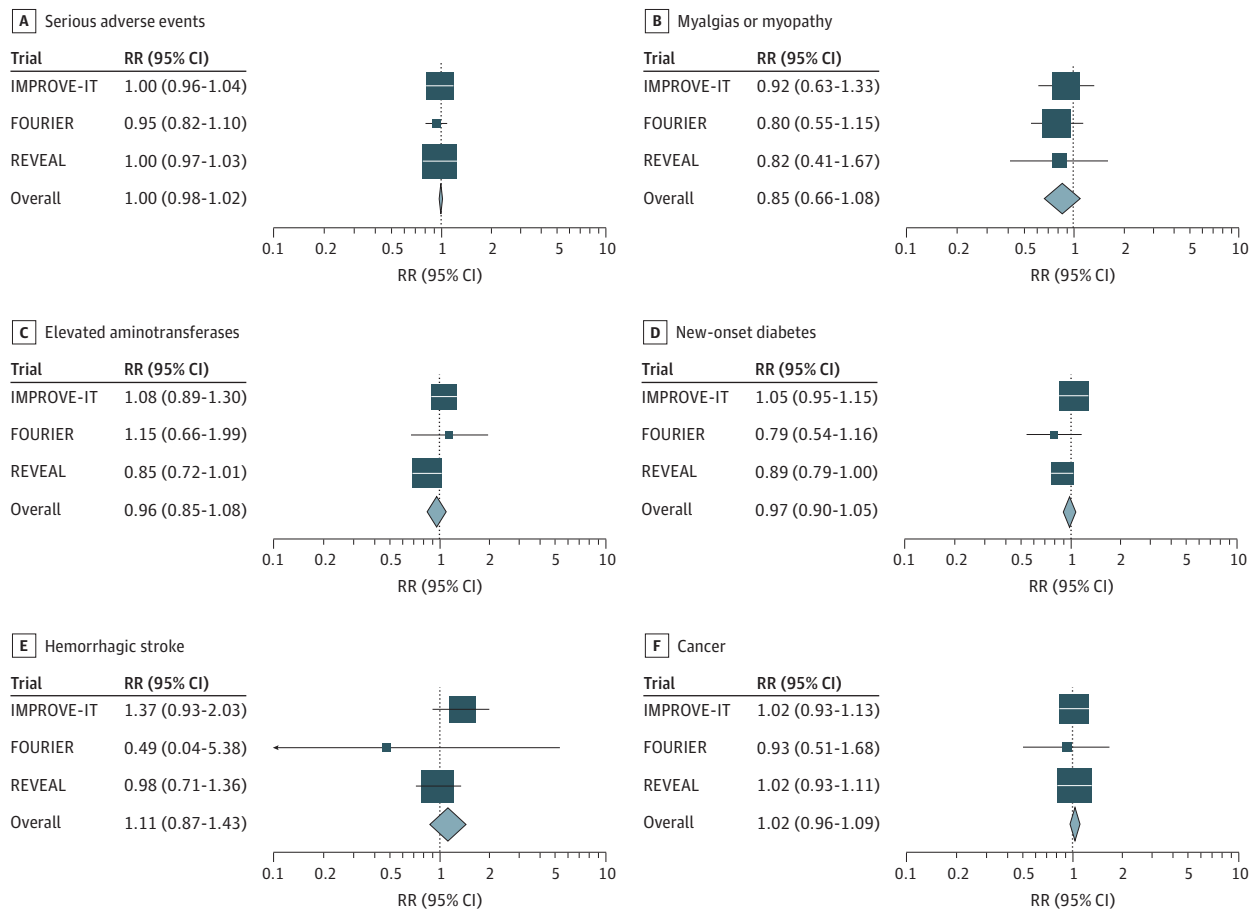 A Serious adverse events
Trial RR (95% CI)
IMPROVE-IT 1.00 (0.96-1.04)
FOURIER 0.95 (0.82-1.10)
REVEAL 1.00 (0.97-1.03)
Overall 1.00 (0.98-1.02)
0.1 0.2 0.5 1 2 5 10
RR (95% CI)
B Myalgias or myopathy
Trial RR (95% CI)
IMPROVE-IT 0.92 (0.63-1.33)
FOURIER 0.80 (0.55-1.15)
REVEAL 0.82 (0.41-1.67)
Overall 0.85 (0.66-1.08)
0.1 0.2 0.5 1 2 5 10
RR (95% CI)
C Elevated aminotransferases
Trial RR (95% CI)
IMPROVE-IT 1.08 (0.89-1.30)
FOURIER 1.15 (0.66-1.99)
REVEAL 0.85 (0.72-1.01)
Overall 0.96 (0.85-1.08)
0.1 0.2 0.5 1 2 5 10
RR (95% CI)
D New-onset diabetes
Trial RR (95% CI)
IMPROVE-IT 1.05 (0.95-1.15)
FOURIER 0.79 (0.54-1.16)
REVEAL 0.89 (0.79-1.00)
Overall 0.97 (0.90-1.05)
0.1 0.2 0.5 1 2 5 10
RR (95% CI)
E Hemorrhagic stroke
Trial RR (95% CI)
IMPROVE-IT 1.37 (0.93-2.03)
FOURIER 0.49 (0.04-5.38)
REVEAL 0.98 (0.71-1.36)
Overall 1.11 (0.87-1.43)
0.1 0.2 0.5 1 2 5 10
RR (95% CI)
F Cancer
Trial RR (95% CI)
IMPROVE-IT 1.02 (0.93-1.13)
FOURIER 0.93 (0.51-1.68)
REVEAL 1.02 (0.93-1.11)
Overall 1.02 (0.96-1.09)
0.1 0.2 0.5 1 2 5 10
RR (95% CI)